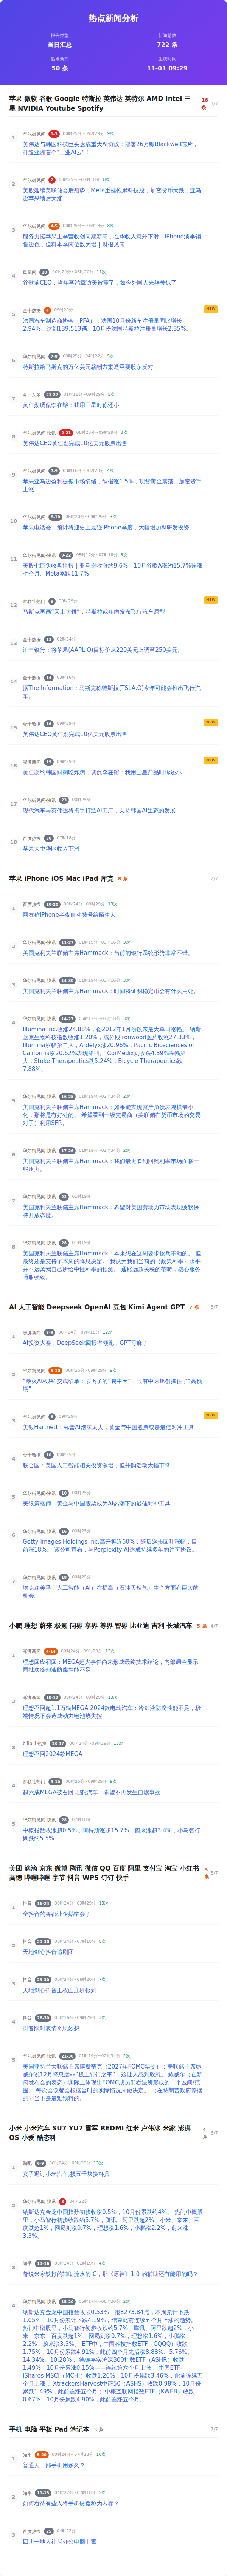 热点新闻分析
报告类型
新闻总数
当日汇总
722 条
热点新闻
生成时间
50 条
11-01 09:29
苹果 微软 谷歌 Google 特斯拉 英伟达 英特尔 AMD Intel 三星 NVIDIA Youtube Spotify
18 条
1/7
1
华尔街见闻
英伟达与韩国科技巨头达成重大AI协议：部署26万颗Blackwell芯片，打造亚洲首个“工业AI云”！
2
华尔街见闻
美股延续美联储会后颓势，Meta重挫拖累科技股，加密货币大跌，亚马逊苹果绩后大涨
3
华尔街见闻
服务力挺苹果上季营收创同期新高，在华收入意外下滑，iPhone淡季销售逊色，但料本季两位数大增 | 财报见闻
4
凤凰网
谷歌前CEO：当年李鸿章访美被震了，如今外国人来华被惊了
5
金十数据
NEW
法国汽车制造商协会（PFA）：法国10月份新车注册量同比增长2.94%，达到139,513辆。10月份法国特斯拉注册量增长2.35%。
6
华尔街见闻
特斯拉给马斯克的万亿美元薪酬方案遭重要股东反对
7
今日头条
黄仁勋调侃李在镕：我用三星时你还小
8
华尔街见闻-快讯
英伟达CEO黄仁勋完成10亿美元股票出售
9
华尔街见闻
苹果亚马逊盈利提振市场情绪，纳指涨1.5%，现货黄金震荡，加密货币上涨
10
华尔街见闻
苹果电话会：预计将迎史上最强iPhone季度，大幅增加AI研发投资
11
华尔街见闻-快讯
美股七巨头收盘播报｜亚马逊收涨约9.6%，10月谷歌A涨约15.7%连涨七个月、Meta累跌11.7%
12
财联社热门
NEW
马斯克再画“天上大饼”：特斯拉或年内发布飞行汽车原型
13
金十数据
汇丰银行：将苹果(AAPL.O)目标价从220美元上调至250美元。
14
金十数据
据The Information：马斯克称特斯拉(TSLA.O)今年可能会推出飞行汽车。
15
金十数据
NEW
英伟达CEO黄仁勋完成10亿美元股票出售
16
澎湃新闻
NEW
黄仁勋约韩国财阀吃炸鸡，调侃李在镕：我用三星产品时你还小
17
华尔街见闻-快讯
现代汽车与英伟达将携手打造AI工厂，支持韩国AI生态的发展
18
百度热搜
苹果大中华区收入下滑
苹果 iPhone iOS Mac iPad 库克
8 条
2/7
1
百度热搜
网友称iPhone半夜自动拨号给陌生人
2
华尔街见闻-快讯
美国克利夫兰联储主席Hammack：当前的银行系统形势非常不错。
3
华尔街见闻-快讯
美国克利夫兰联储主席Hammack：时间将证明稳定币会有什么用处。
4
华尔街见闻-快讯
Illumina Inc.收涨24.88%，创2012年1月份以来最大单日涨幅。 纳斯达克生物科技指数收涨1.20%，成分股Ironwood医药收涨27.33%，Illumina涨幅第二大，Ardelyx涨20.96%，Pacific Biosciences of California涨20.62%表现第四。 CorMedix则收跌4.39%跌幅第三大，Stoke Therapeutics跌5.24%，Bicycle Therapeutics跌7.88%。
5
华尔街见闻-快讯
美国克利夫兰联储主席Hammack：如果能实现资产负债表规模最小化，那将是有好处的。 希望看到一级交易商（美联储在货币市场的交易对手）利用SFR。
6
华尔街见闻-快讯
美国克利夫兰联储主席Hammack：我们最近看到回购利率市场面临一些压力。
7
华尔街见闻-快讯
美国克利夫兰联储主席Hammack：希望对美国劳动力市场表现疲软保持开放态度。
8
华尔街见闻-快讯
美国克利夫兰联储主席Hammack：本来想在这周要求按兵不动的。 但最终还是支持了本周的降息决定。 我认为我们当前的（政策利率）水平并不远离我自己所给中性利率的预测。 通胀远超关税的范畴，核心服务通胀强劲。
AI 人工智能 Deepseek OpenAI 豆包 Kimi Agent GPT
7 条
3/7
1
澎湃新闻
AI投资大赛：DeepSeek回报率领跑，GPT亏麻了
2
华尔街见闻
“最火AI板块”交成绩单：涨飞了的“易中天”，只有中际旭创撑住了“高预期”
3
华尔街见闻
NEW
美银Hartnett：标普AI泡沫太大，黄金与中国股票或是最佳对冲工具
4
金十数据
联合国：美国人工智能相关投资激增，但并购活动大幅下降。
5
华尔街见闻-快讯
美银策略师：黄金与中国股票成为AI热潮下的最佳对冲工具
6
华尔街见闻-快讯
Getty Images Holdings Inc.高开将近60%，随后逐步回吐涨幅，目前涨18%。 该公司宣布，与Perplexity AI达成持续多年的许可协议。
7
华尔街见闻-快讯
埃克森美孚：人工智能（AI）在提高（石油天然气）生产方面有巨大的机会。
小鹏 理想 蔚来 极氪 问界 享界 尊界 智界 比亚迪 吉利 长城汽车
5 条
4/7
1
澎湃新闻
理想回应召回：MEGA起火事件尚未形成最终技术结论，内部调查显示同批次冷却液防腐性能不足
2
澎湃新闻
理想召回超1.1万辆MEGA 2024款电动汽车：冷却液防腐性能不足，极端情况下会造成动力电池热失控
3
bilibili 热搜
理想召回2024款MEGA
4
财联社热门
超六成MEGA被召回 理想汽车：希望不再发生自燃事故
5
华尔街见闻-快讯
中概指数收涨超0.5%，阿特斯涨超15.7%，蔚来涨超3.4%，小马智行则跌约5.5%
美团 滴滴 京东 微博 腾讯 微信 QQ 百度 阿里 支付宝 淘宝 小红书 高德 哔哩哔哩 字节 抖音 WPS 钉钉 快手
5 条
5/7
1
抖音
全抖音的舞都让企鹅学会了
2
抖音
天地剑心抖音追剧团
3
抖音
天地剑心抖音王权山庄班报到
4
抖音
抖音限时表情奇思妙想
5
华尔街见闻-快讯
美国亚特兰大联储主席博斯蒂克（2027年FOMC票委）：美联储主席鲍威尔说12月降息远非“板上钉钉之事”，这让人感到欣慰。 鲍威尔（在新闻发布会的表态）实际上体现出FOMC成员们看法所形成的一个区间/范围。 每次会议都会根据当时的实际情况来做决定。 （在特朗普政府停摆的）当下是最难预料的。
小米 小米汽车 SU7 YU7 雷军 REDMI 红米 卢伟冰 米家 澎湃OS 小爱 酷态科
4 条
6/7
1
贴吧
女子退订小米汽车,损五千块换杯具
2
华尔街见闻-快讯
纳斯达克金龙中国指数初步收涨0.5%，10月份累跌约4%。 热门中概股里，小马智行初步收跌约5.7%，腾讯、阿里跌超2%，小米、京东、百度跌超1%，网易则涨0.7%，理想涨1.6%，小鹏涨2.2%，蔚来涨3.3%。
3
知乎
都说米家铁打的辅助流水的 C，那《原神》1.0 的辅助还有能用的吗？
4
华尔街见闻-快讯
纳斯达克金龙中国指数收涨0.53%，报8273.84点，本周累计下跌1.05%，10月份累计下跌4.19%，结束此前连续五个月上涨的趋势。 热门中概股里，小马智行收跌约5.7%，腾讯、阿里跌超2%，小米、京东、百度跌超1%，网易则涨0.7%，理想涨1.6%，小鹏涨2.2%，蔚来涨3.3%。 ETF中，中国科技指数ETF（CQQQ）收跌1.75%，10月份累跌4.91%，此前四个月先后涨8.88%、5.76%、14.34%、10.28%； 德银嘉实沪深300指数ETF（ASHR）收跌1.49%，10月份累涨0.15%——连续第六个月上涨； 中国ETF-iShares MSCI（MCHI）收跌1.26%，10月份累跌3.46%，此前连续五个月上涨； XtrackersHarvest中证50（ASHS）收跌0.98%，10月份累跌1.49%，此前连涨五个月； 中概互联网指数ETF（KWEB）收跌0.67%，10月份累跌4.90%，此前连涨五个月。
手机 电脑 平板 Pad 笔记本
3 条
7/7
1
知乎
普通人一部手机用多久？
2
知乎
如何看待有些人将手机硬盘称为内存？
3
百度热搜
四川一地人社局办公电脑中毒